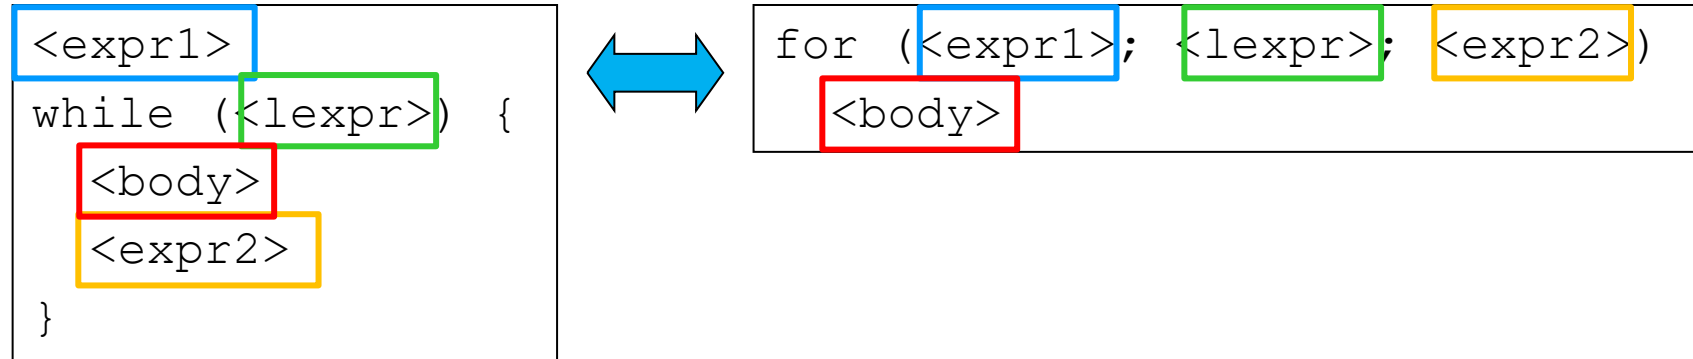 <expr1>
while (<lexpr>) {
  <body>
  <expr2>
}
for (<expr1>; <lexpr>; <expr2>)
  <body>